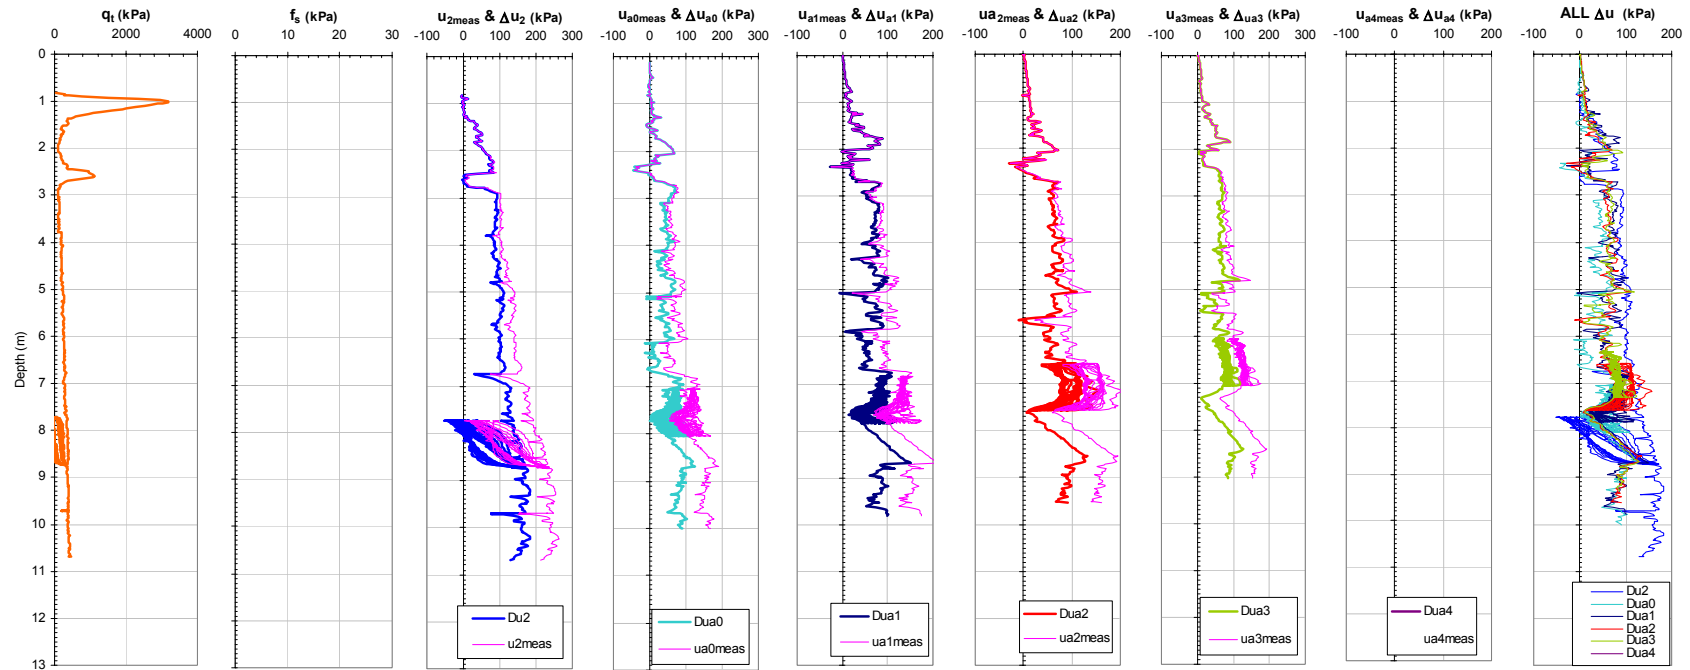 qt (kPa)
fs (kPa)
u2meas & Δu2 (kPa)
ua0meas & Δua0 (kPa)
ua1meas & Δua1 (kPa)
ua2meas & Δua2 (kPa)
ua3meas & Δua3 (kPa)
ua4meas & Δua4 (kPa)
ALL Δu (kPa)
0 2000 4000
0 10 20 30
-100 0 100 200 300
-100 0 100 200 300
-100 0 100 200
-100 0 100 200
-100 0 100 200 300
-100 0 100 200
-100 0 100 200
0
1
2
3
4
5
6
7
8
9
10
11
12
13
Depth (m)
Du2
u2meas
Dua0
ua0meas
Dua1
ua1meas
Dua2
ua2meas
Dua3
ua3meas
Dua4
ua4meas
Du2
Dua0
Dua1
Dua2
Dua3
Dua4